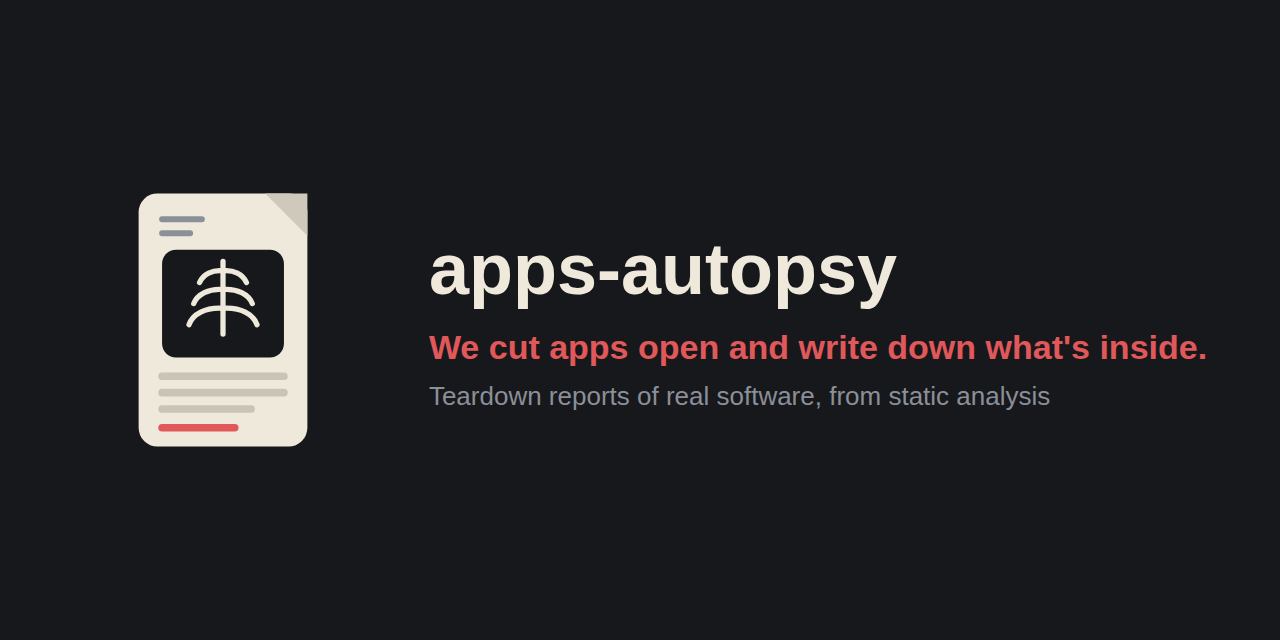 apps-autopsy
We cut apps open and write down what's inside.
Teardown reports of real software, from static analysis